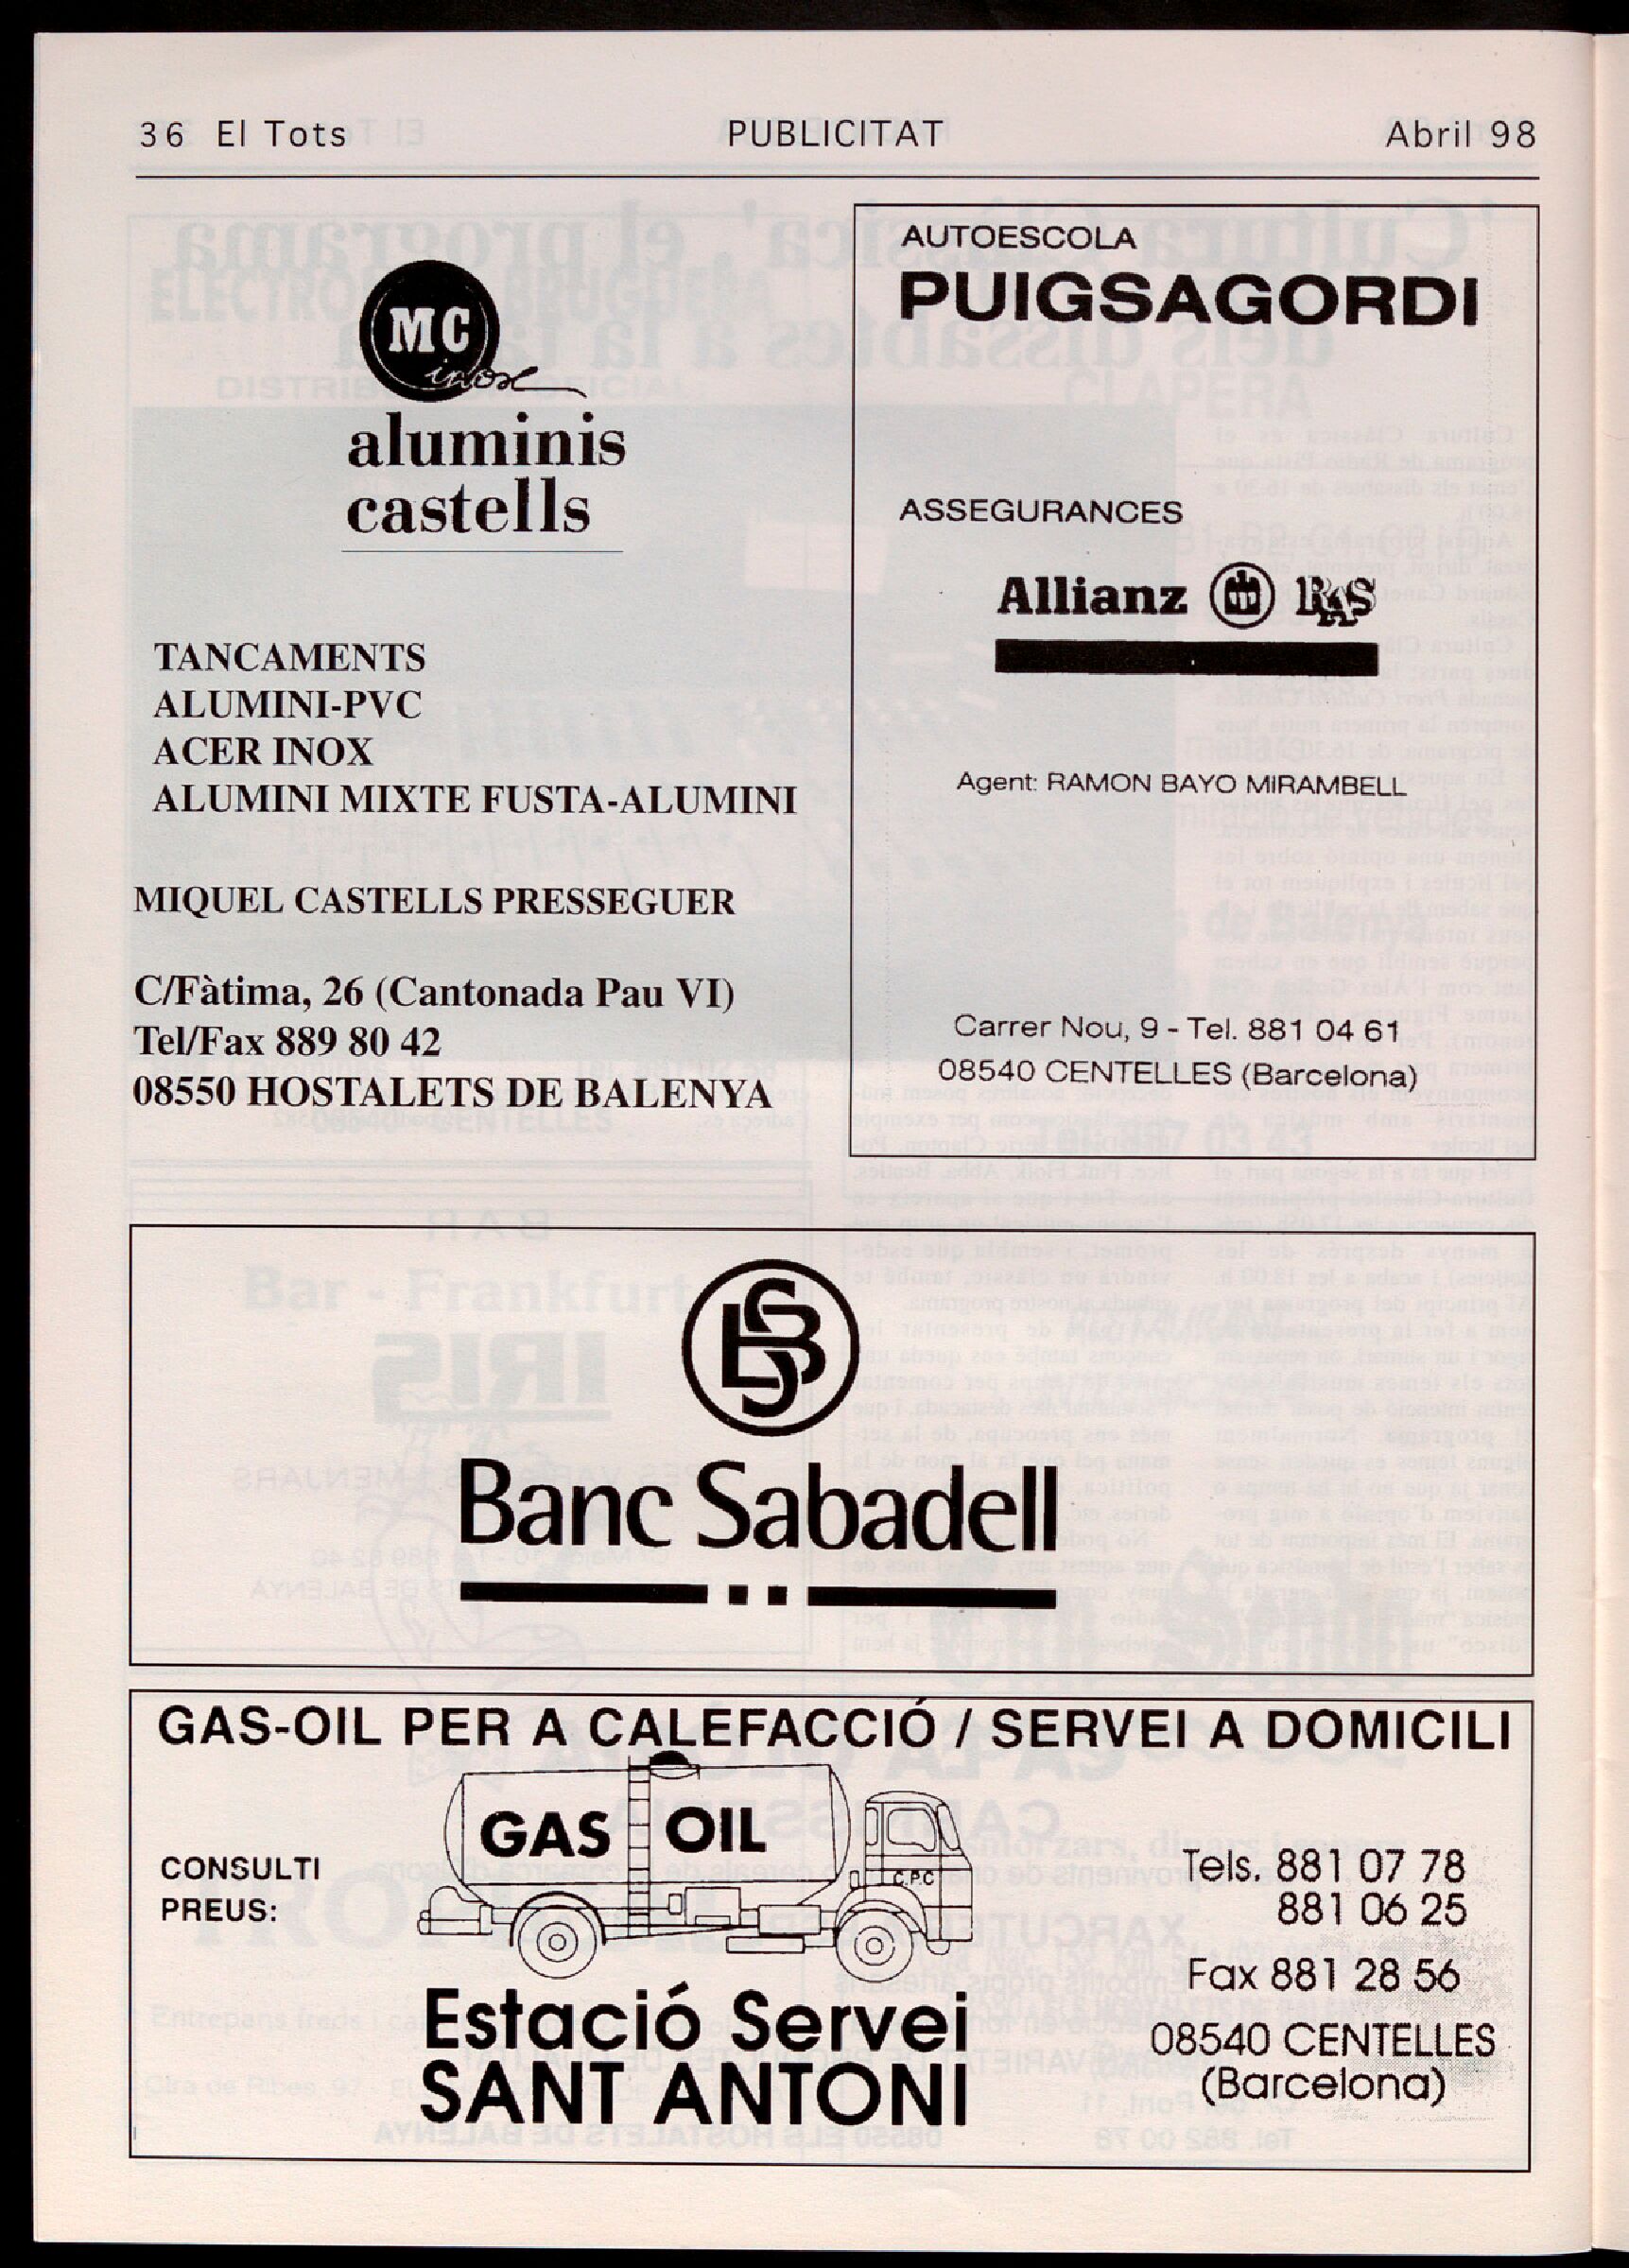 36 El Tots
PUBLICITAT
Abril 98
MC
inox
aluminis
castells
TANCAMENTS
ALUMINI-PVC
ACER INOX
ALUMINI MIXTE FUSTA-ALUMINI
MIQUEL CASTELLS PRESSEGUER
C/Fàtima, 26 (Cantonada Pau VI)
Tel/Fax 889 80 42
08550 HOSTALETS DE BALENYA
AUTOESCOLA
PUIGSAGORDI
ASSEGURANCES
Allianz RAS
Agent: RAMON BAYO MIRAMBELL
Carrer Nou, 9 - Tel. 881 04 61
08540 CENTELLES (Barcelona)
BS
Banc Sabadell
GAS-OIL PER A CALEFACCIÓ / SERVEI A DOMICILI
GAS OIL
C.P.C
CONSULTI
PREUS:
Estació Servei
SANT ANTONI
Tels. 881 07 78
881 06 25
Fax 881 28 56
08540 CENTELLES
(Barcelona)